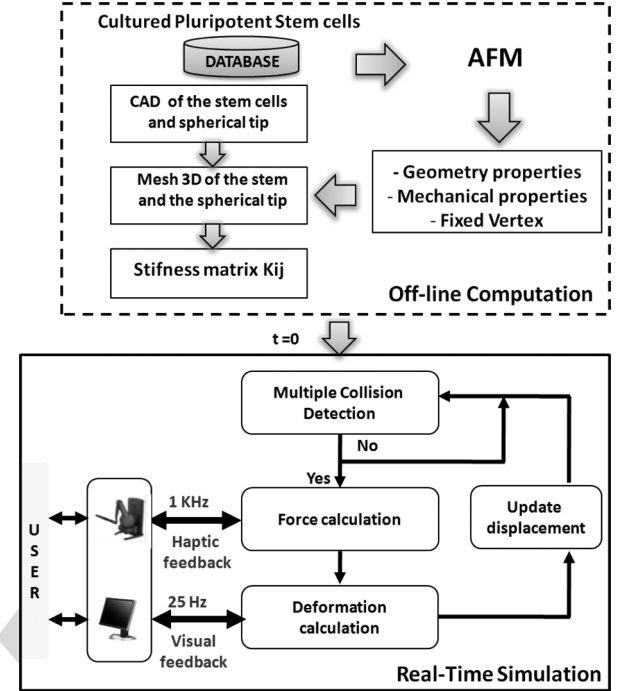 Cultured Pluripotent Stem cells
DATABASE
AFM
CAD of the stem cells
and spherical tip
- Geometry properties
- Mechanical properties
- Fixed Vertex
Mesh 3D of the stem
and the spherical tip
Stifness matrix Kij
Off-line Computation
t =0
Multiple Collision
Detection
No
Yes
USER
1 KHz
Haptic
feedback
Force calculation
Update
displacement
25 Hz
Visual
feedback
Deformation
calculation
Real-Time Simulation